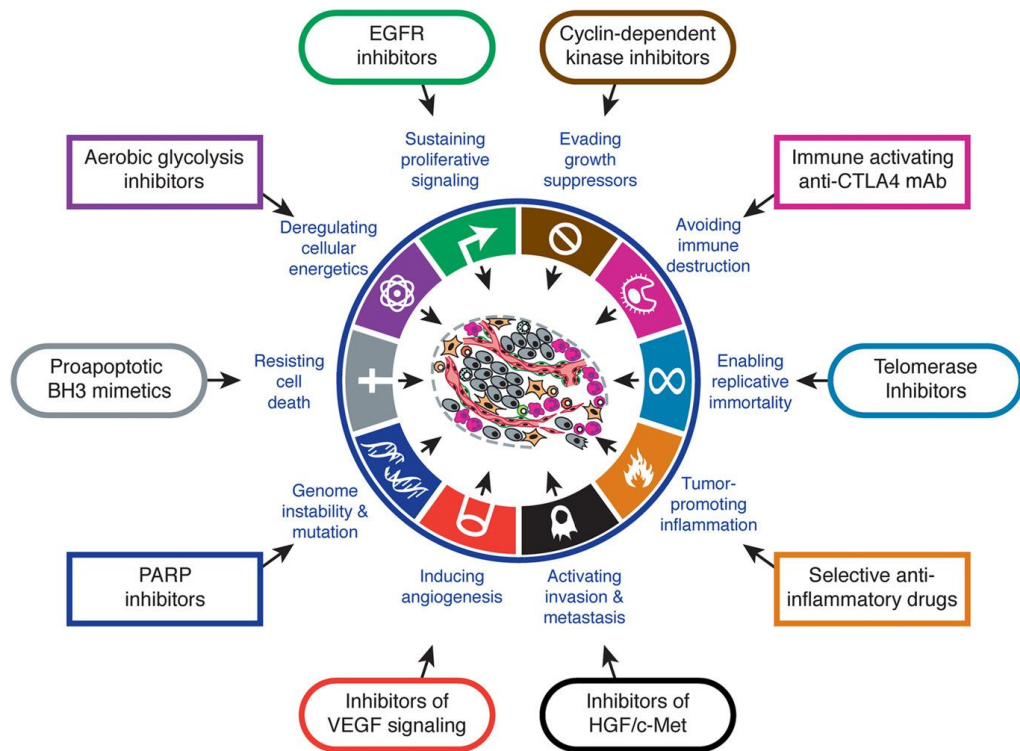 EGFR
inhibitors
Cyclin-dependent
kinase inhibitors
Sustaining
proliferative
signaling
Evading
growth
suppressors
Aerobic glycolysis
inhibitors
Immune activating
anti-CTLA4 mAb
Deregulating
cellular
energetics
Avoiding
immune
destruction
Proapoptotic
BH3 mimetics
Resisting
cell
death
Enabling
replicative
immortality
Telomerase
Inhibitors
Genome
instability &
mutation
Tumor-
promoting
inflammation
PARP
inhibitors
Inducing
angiogenesis
Activating
invasion &
metastasis
Selective anti-
inflammatory drugs
Inhibitors of
VEGF signaling
Inhibitors of
HGF/c-Met